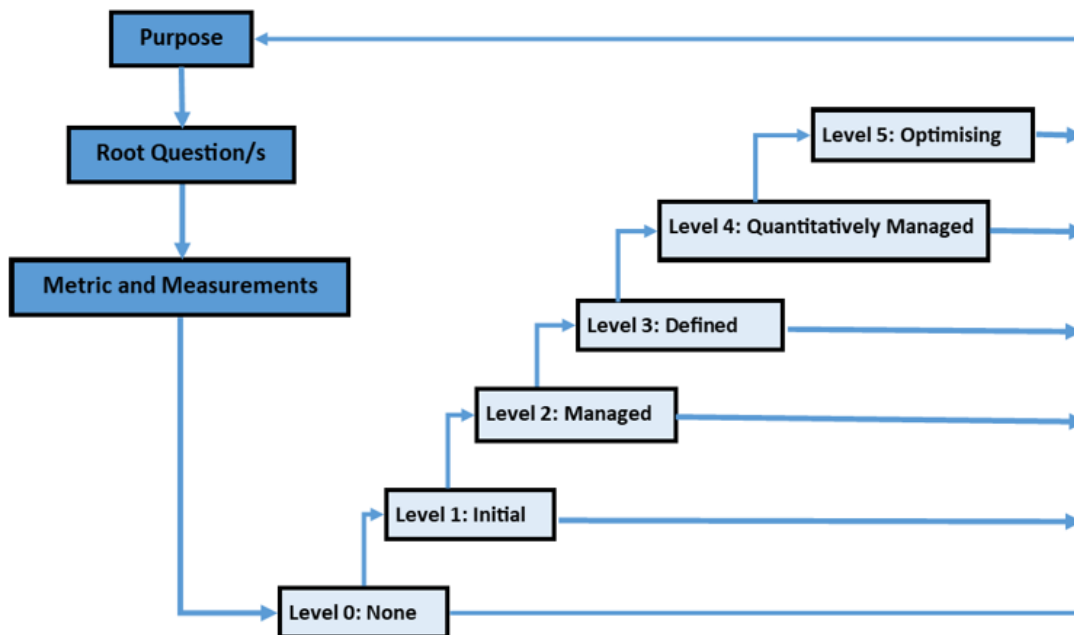 Purpose
Root Question/s
Metric and Measurements
Level 5: Optimising
Level 4: Quantitatively Managed
Level 3: Defined
Level 2: Managed
Level 1: Initial
Level 0: None